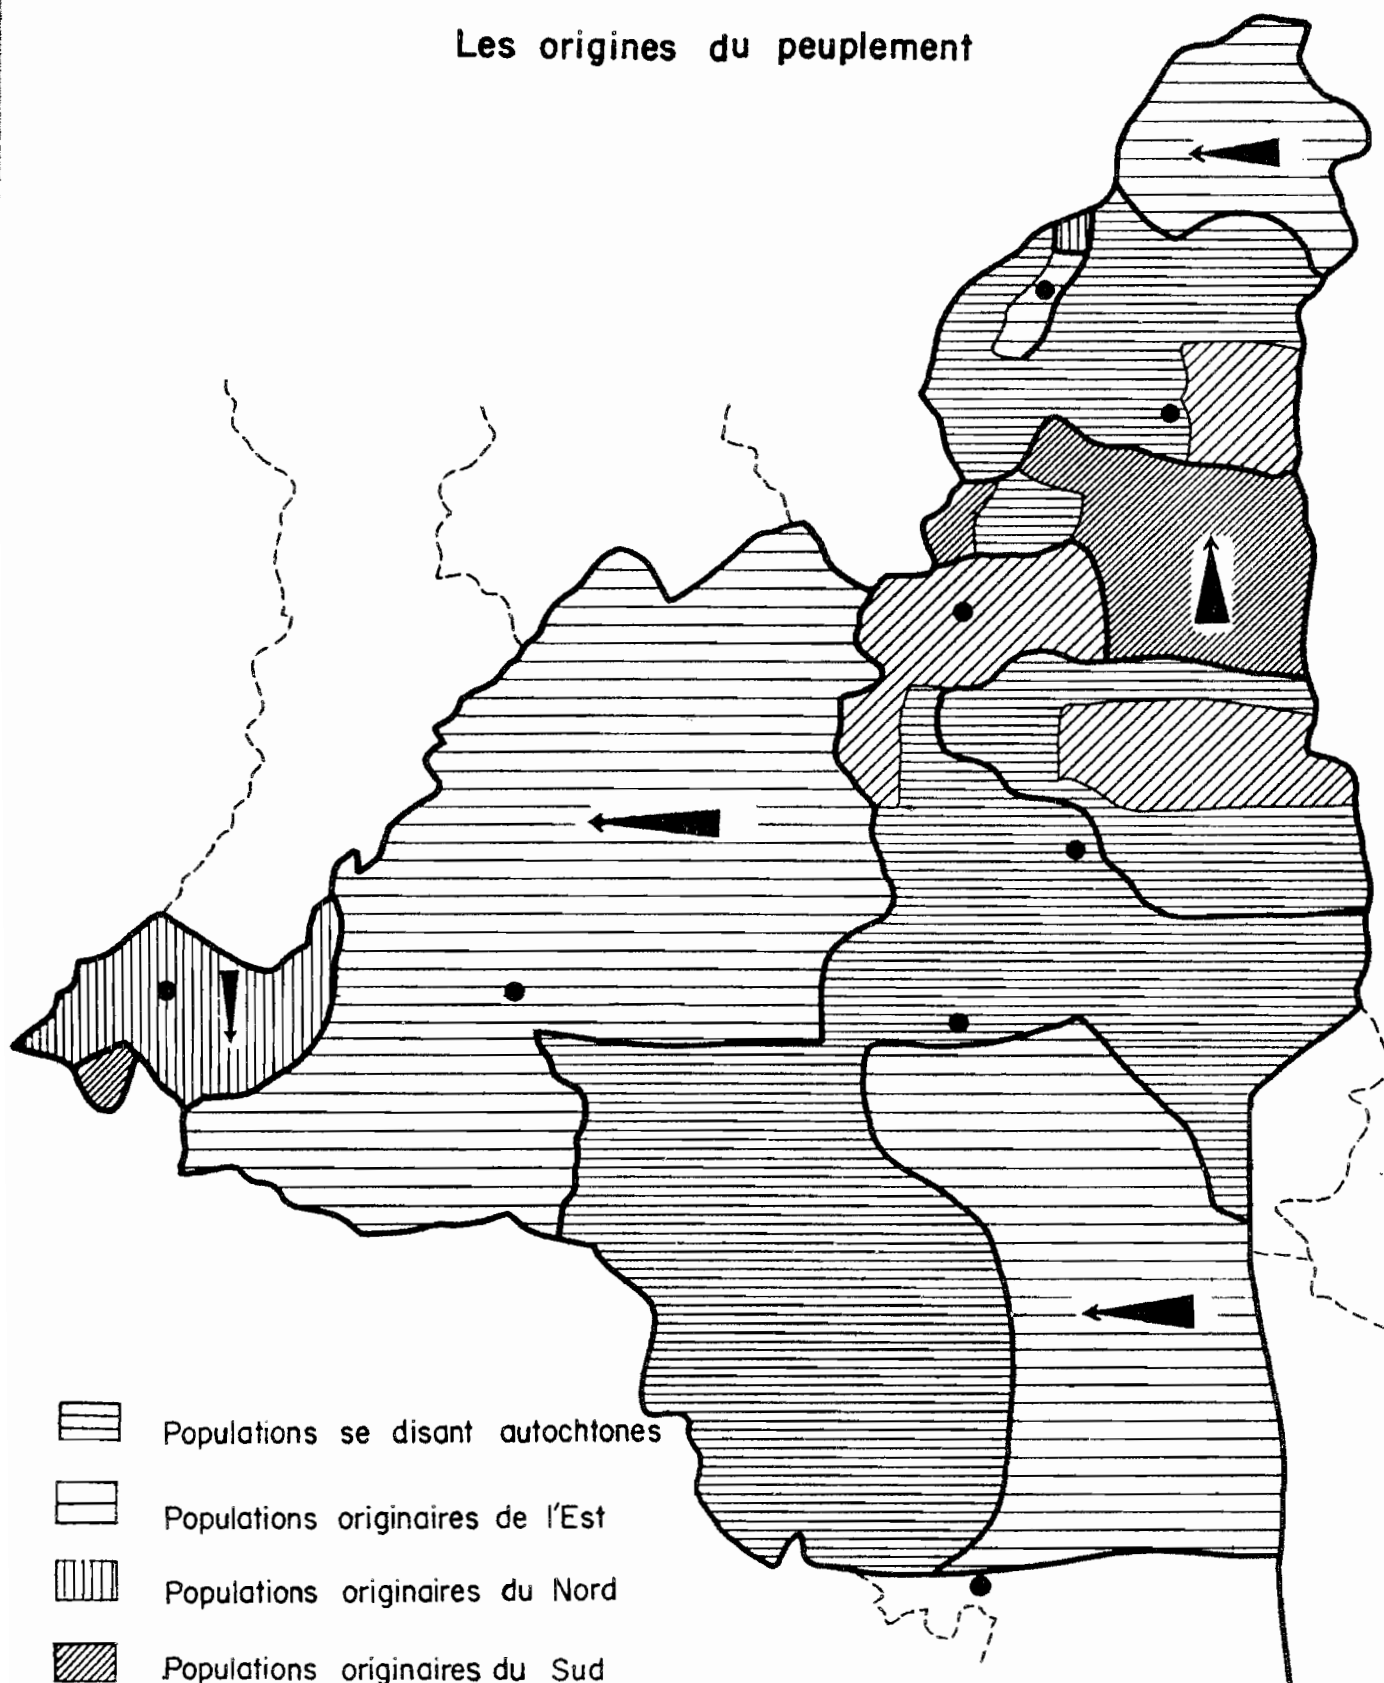 Les origines du peuplement
Populations se disant autochtones
Populations originaires de l'Est
Populations originaires du Nord
Populations originaires du Sud